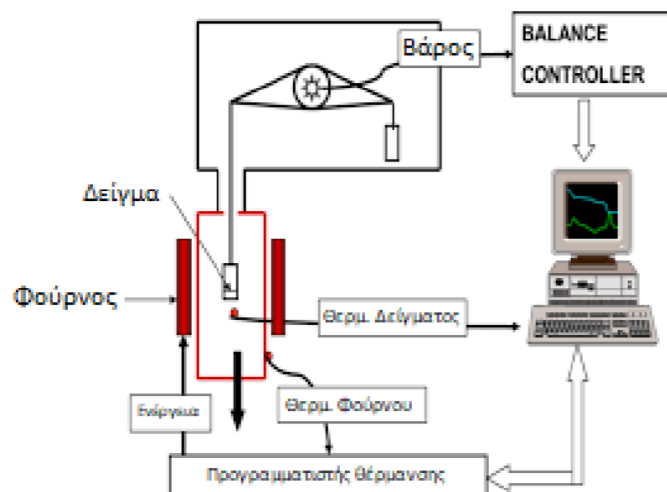 Βάρος
BALANCE
CONTROLLER
Δείγμα
Φούρνος
Θερμ. Δείγματος
Θερμ. Φούρνου
Ενέργεια
Προγραμματιστής θέρμανσης